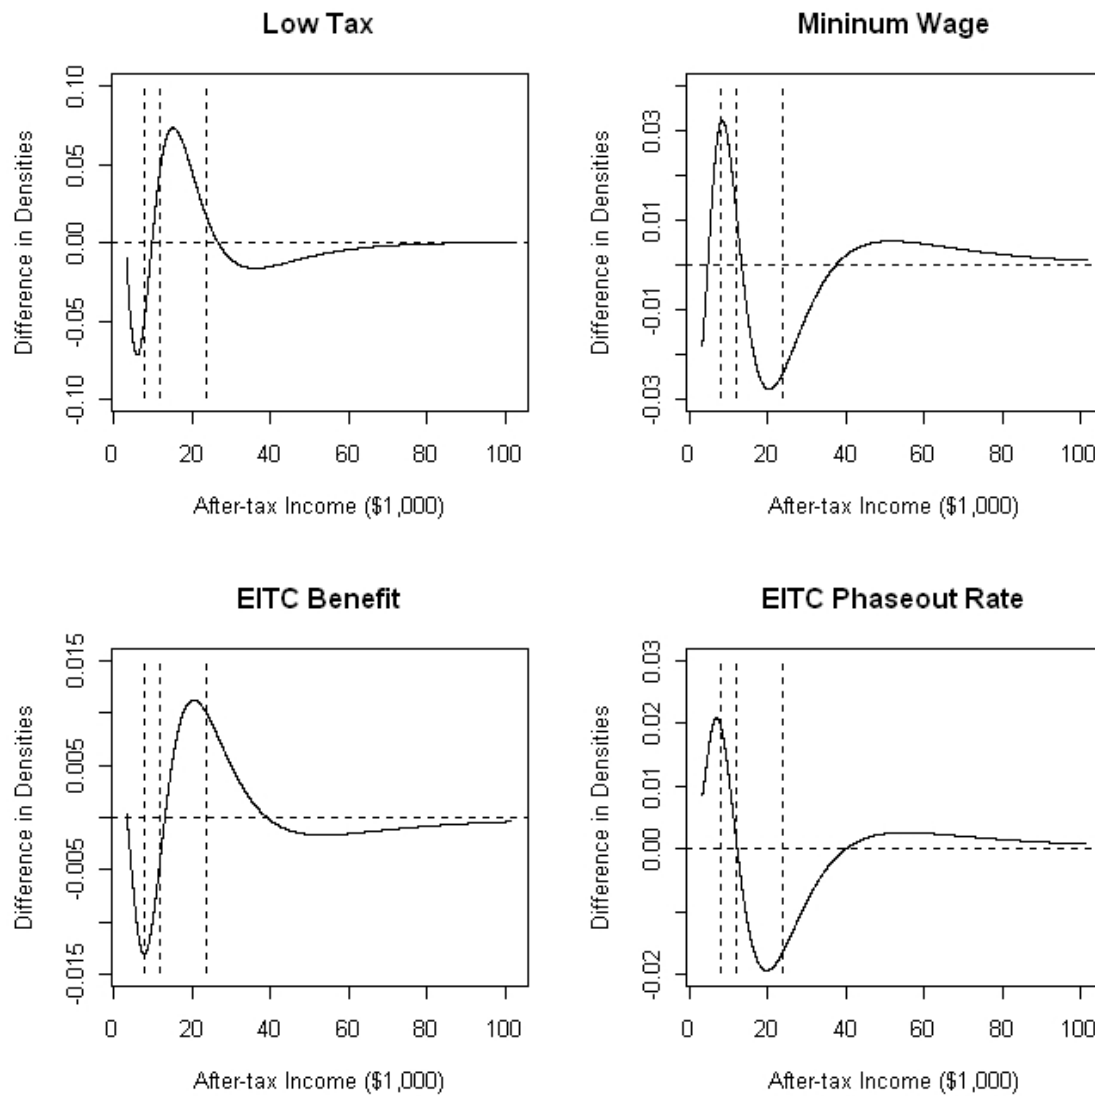 Low Tax
Difference in Densities
0.10
0.05
0.00
-0.05
-0.10
0 20 40 60 80 100
After-tax Income ($1,000)
Mininum Wage
Difference in Densities
0.03
0.01
-0.01
-0.03
0 20 40 60 80 100
After-tax Income ($1,000)
EITC Benefit
Difference in Densities
0.015
0.005
-0.005
-0.015
0 20 40 60 80 100
After-tax Income ($1,000)
EITC Phaseout Rate
Difference in Densities
0.03
0.02
0.01
0.00
-0.02
0 20 40 60 80 100
After-tax Income ($1,000)